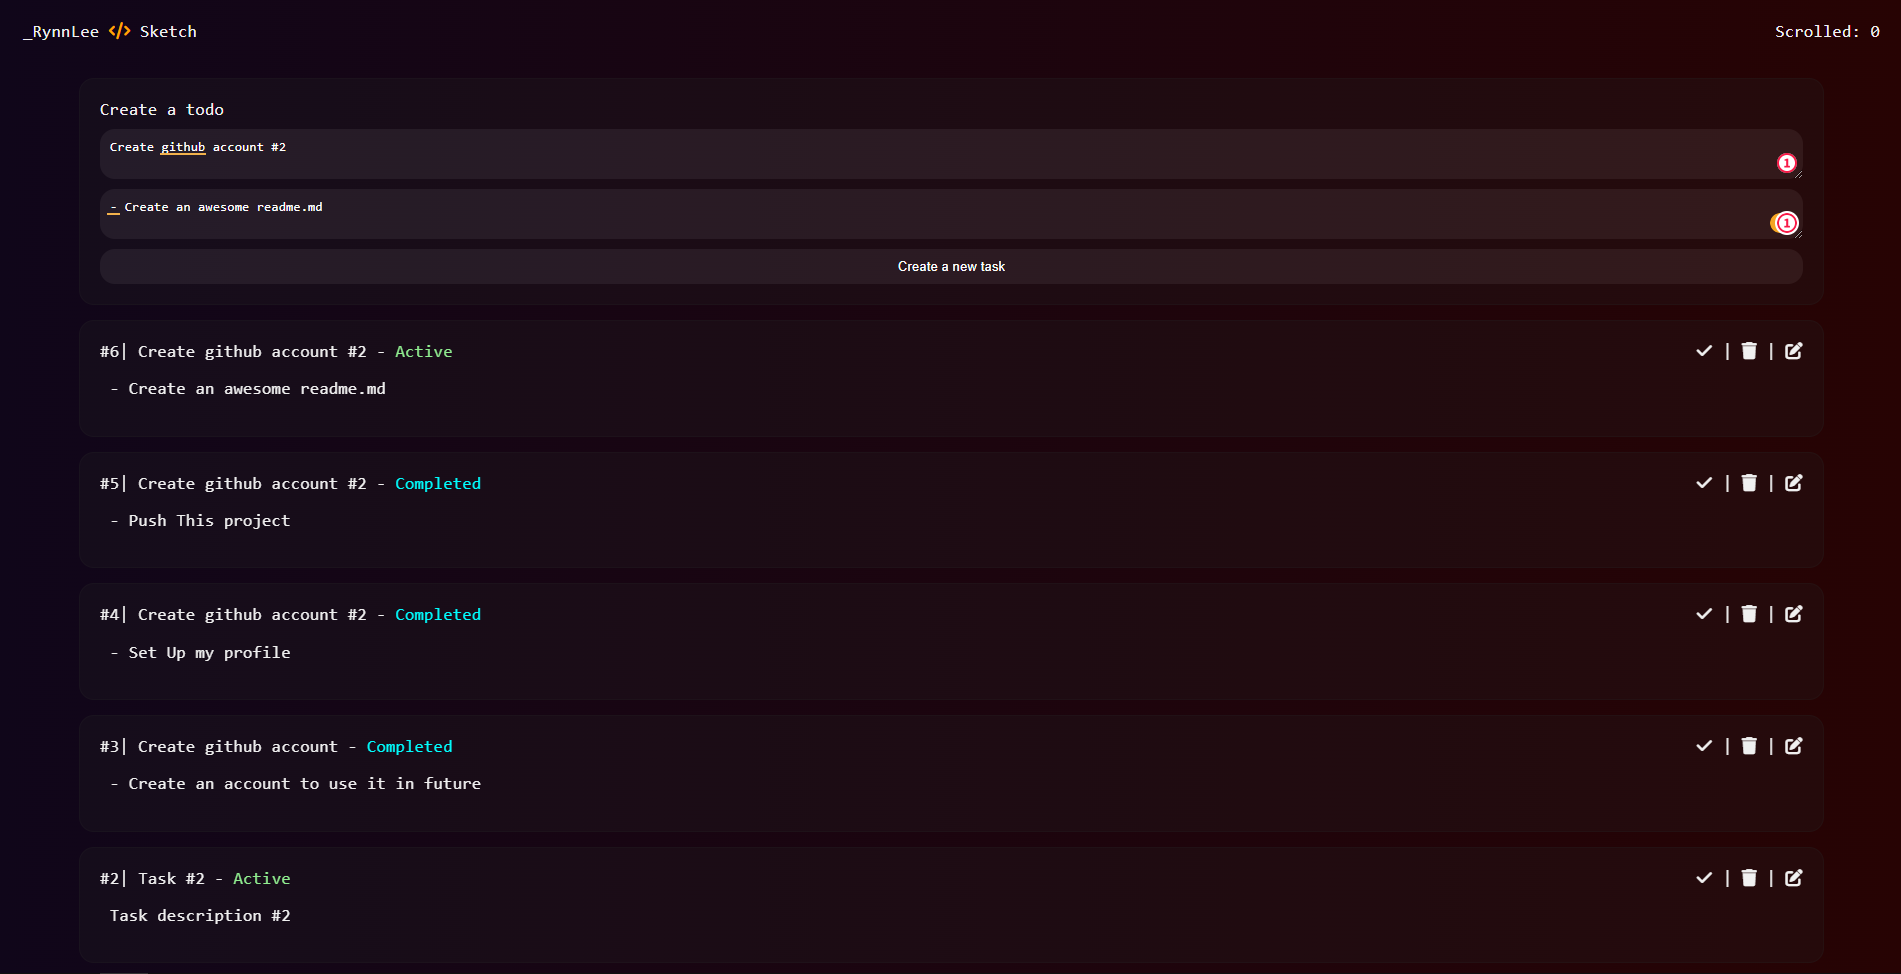 _RynnLee </> Sketch
Scrolled: 0
Create a todo
Create github account #2
1
- Create an awesome readme.md
1
Create a new task
#6| Create github account #2 - Active
| |
- Create an awesome readme.md
#5| Create github account #2 - Completed
| |
- Push This project
#4| Create github account #2 - Completed
| |
- Set Up my profile
#3| Create github account - Completed
| |
- Create an account to use it in future
#2| Task #2 - Active
| |
Task description #2